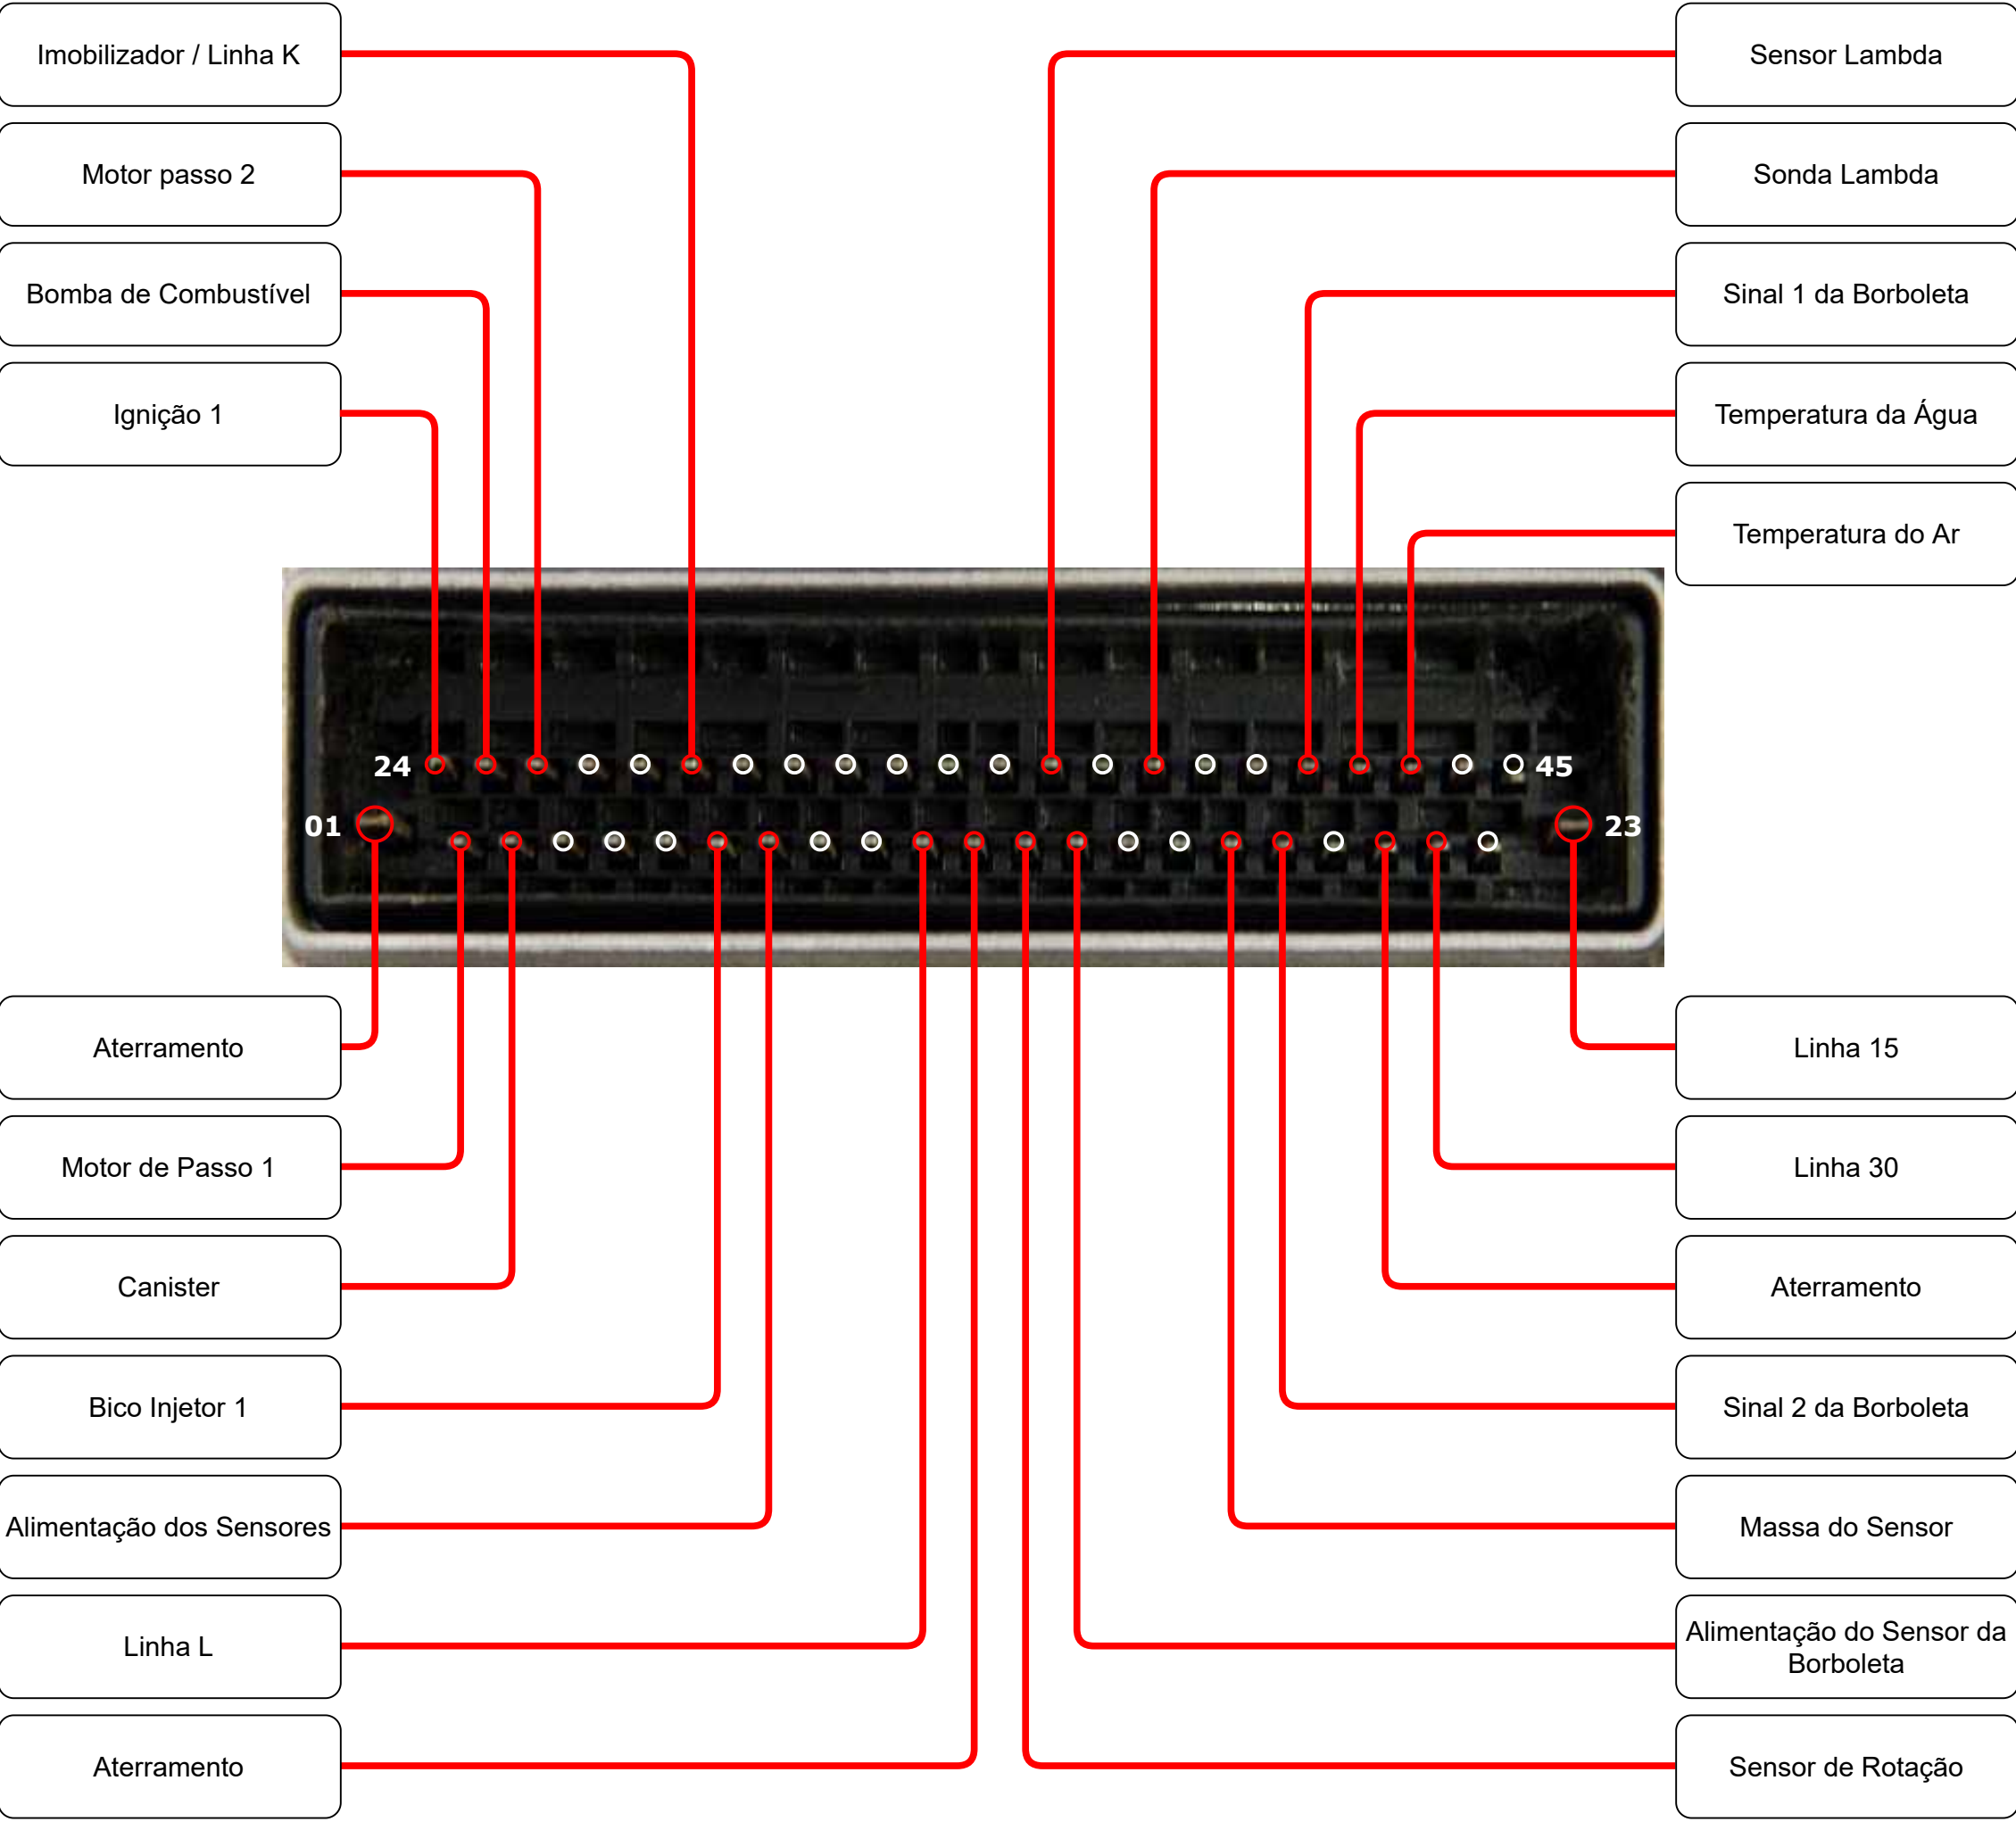 Imobilizador / Linha K
Motor passo 2
Bomba de Combustível
Ignição 1
Sensor Lambda
Sonda Lambda
Sinal 1 da Borboleta
Temperatura da Água
Temperatura do Ar
24
45
01
23
Aterramento
Motor de Passo 1
Canister
Bico Injetor 1
Alimentação dos Sensores
Linha L
Aterramento
Linha 15
Linha 30
Aterramento
Sinal 2 da Borboleta
Massa do Sensor
Alimentação do Sensor da
Borboleta
Sensor de Rotação